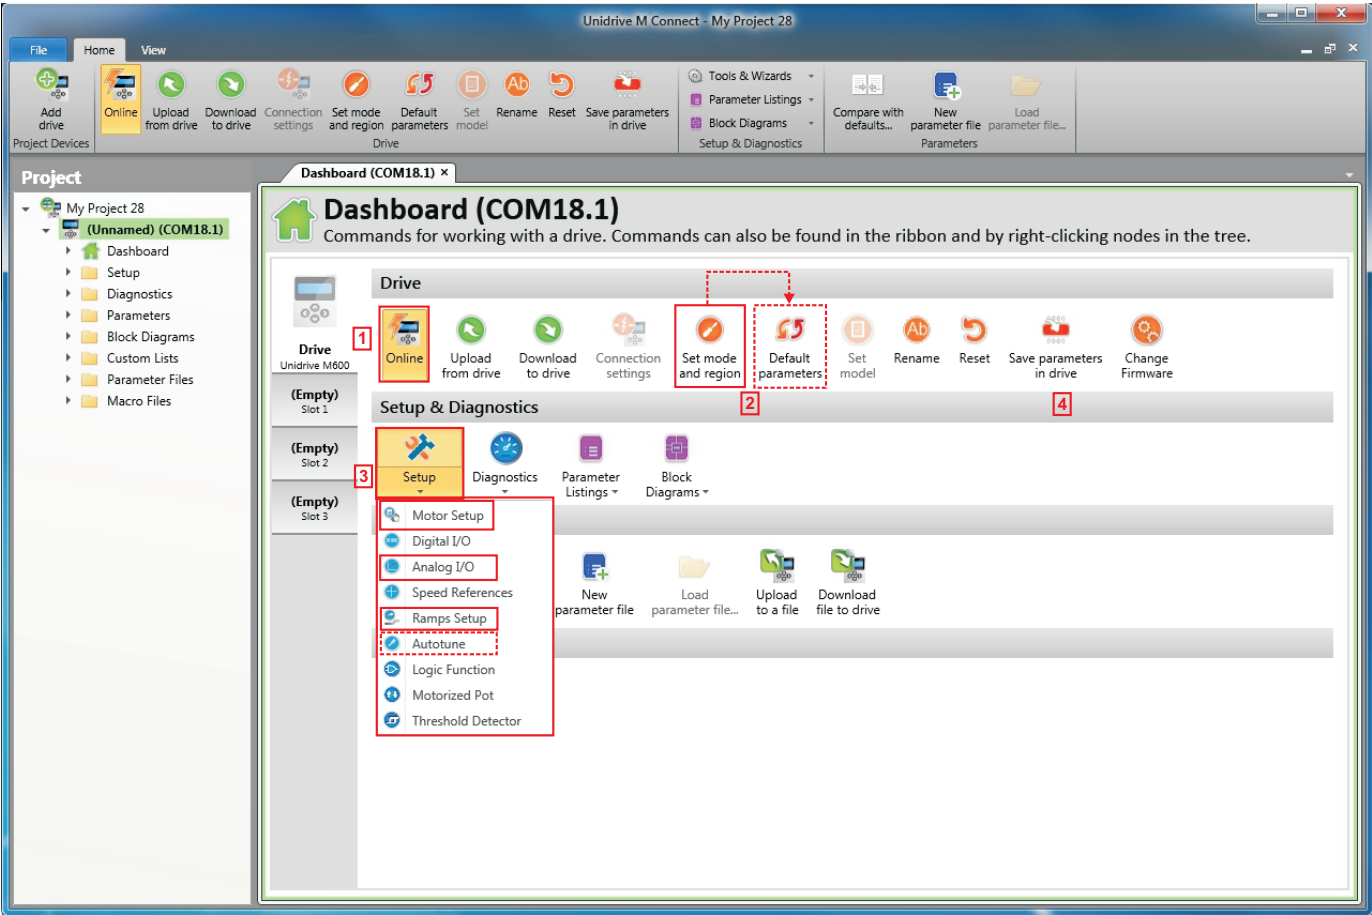 Unidrive M Connect - My Project 28
File Home View
Add drive
Online
Upload from drive
Download to drive
Connection settings
Set mode and region
Default parameters
Set model
Rename
Reset
Save parameters in drive
Tools & Wizards
Parameter Listings
Block Diagrams
Compare with defaults...
New parameter file
Load parameter file...
Project Devices
Drive
Setup & Diagnostics
Parameters
Project
My Project 28
(Unnamed) (COM18.1)
Dashboard
Setup
Diagnostics
Parameters
Block Diagrams
Custom Lists
Parameter Files
Macro Files
Dashboard (COM18.1) ×
Dashboard (COM18.1)
Commands for working with a drive. Commands can also be found in the ribbon and by right-clicking nodes in the tree.
Drive
Unidrive M600
(Empty)
Slot 1
(Empty)
Slot 2
(Empty)
Slot 3
Drive
1
Online
Upload from drive
Download to drive
Connection settings
Set mode and region
Default parameters
Set model
Rename
Reset
Save parameters in drive
Change Firmware
2
4
Setup & Diagnostics
3
Setup
Diagnostics
Parameter Listings
Block Diagrams
Motor Setup
Digital I/O
Analog I/O
Speed References
Ramps Setup
Autotune
Logic Function
Motorized Pot
Threshold Detector
New parameter file
Load parameter file...
Upload to a file
Download file to drive